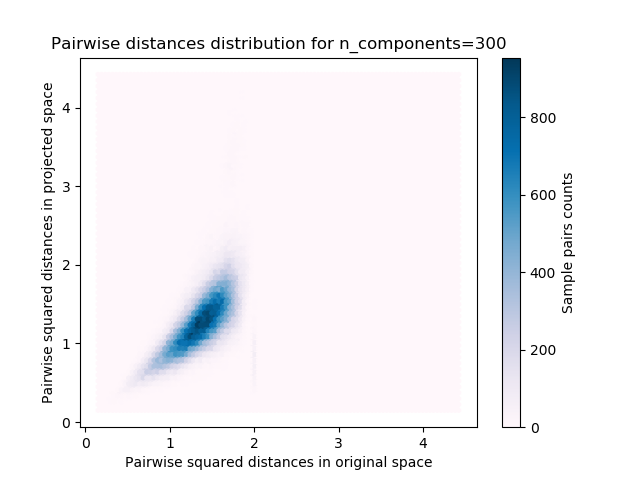 Pairwise distances distribution for n_components=300
Pairwise squared distances in projected space
4
3
2
1
0
0 1 2 3 4
Pairwise squared distances in original space
800
600
400
200
0
Sample pairs counts